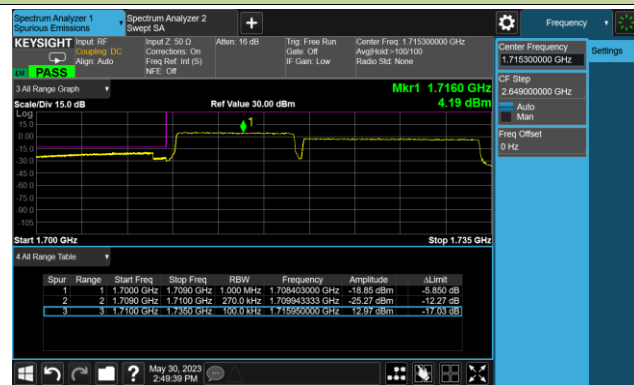 Spectrum Analyzer 1
Spurious Emissions
Spectrum Analyzer 2
Swept SA
Frequency
KEYSIGHT
Input: RF
Coupling: DC
Align: Auto
Input Z: 50 Ω
Corrections: On
Freq Ref: Int (S)
NFE: Off
Atten: 16 dB
Trig: Free Run
Gate: Off
IF Gain: Low
Center Freq: 1.715300000 GHz
Avg|Hold:>100/100
Radio Std: None
PASS
3 All Range Graph
Mkr1 1.7160 GHz
Scale/Div 15.0 dB
Ref Value 30.00 dBm
4.19 dBm
Log
15.0
0.00
-15.0
-30.0
-45.0
-60.0
-75.0
-90.0
-105
1
Start 1.700 GHz
Stop 1.735 GHz
4 All Range Table
Spur Range Start Freq Stop Freq RBW Frequency Amplitude ΔLimit
1 1 1.7000 GHz 1.7090 GHz 1.000 MHz 1.708403000 GHz -18.85 dBm -5.850 dB
2 2 1.7090 GHz 1.7100 GHz 270.0 kHz 1.709943333 GHz -25.27 dBm -12.27 dB
3 3 1.7100 GHz 1.7350 GHz 100.0 kHz 1.715950000 GHz 12.97 dBm -17.03 dB
May 30, 2023
2:49:39 PM
Center Frequency
1.715300000 GHz
Settings
CF Step
2.649000000 GHz
Auto
Man
Freq Offset
0 Hz